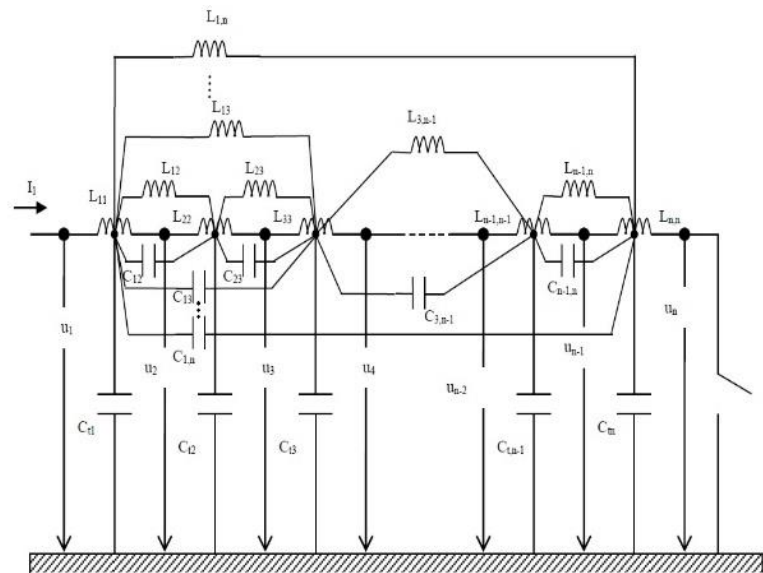 L1,n
L13
L3,n-1
L12
L23
Ln-1,n
I1
L11
L22
L33
Ln-1,n-1
Ln,n
C12
C23
C13
Cn-1,n
C3,n-1
C1,n
u1
u2
u3
u4
un-2
un-1
un
Ct1
Ct2
Ct3
Ct,n-1
Ctn